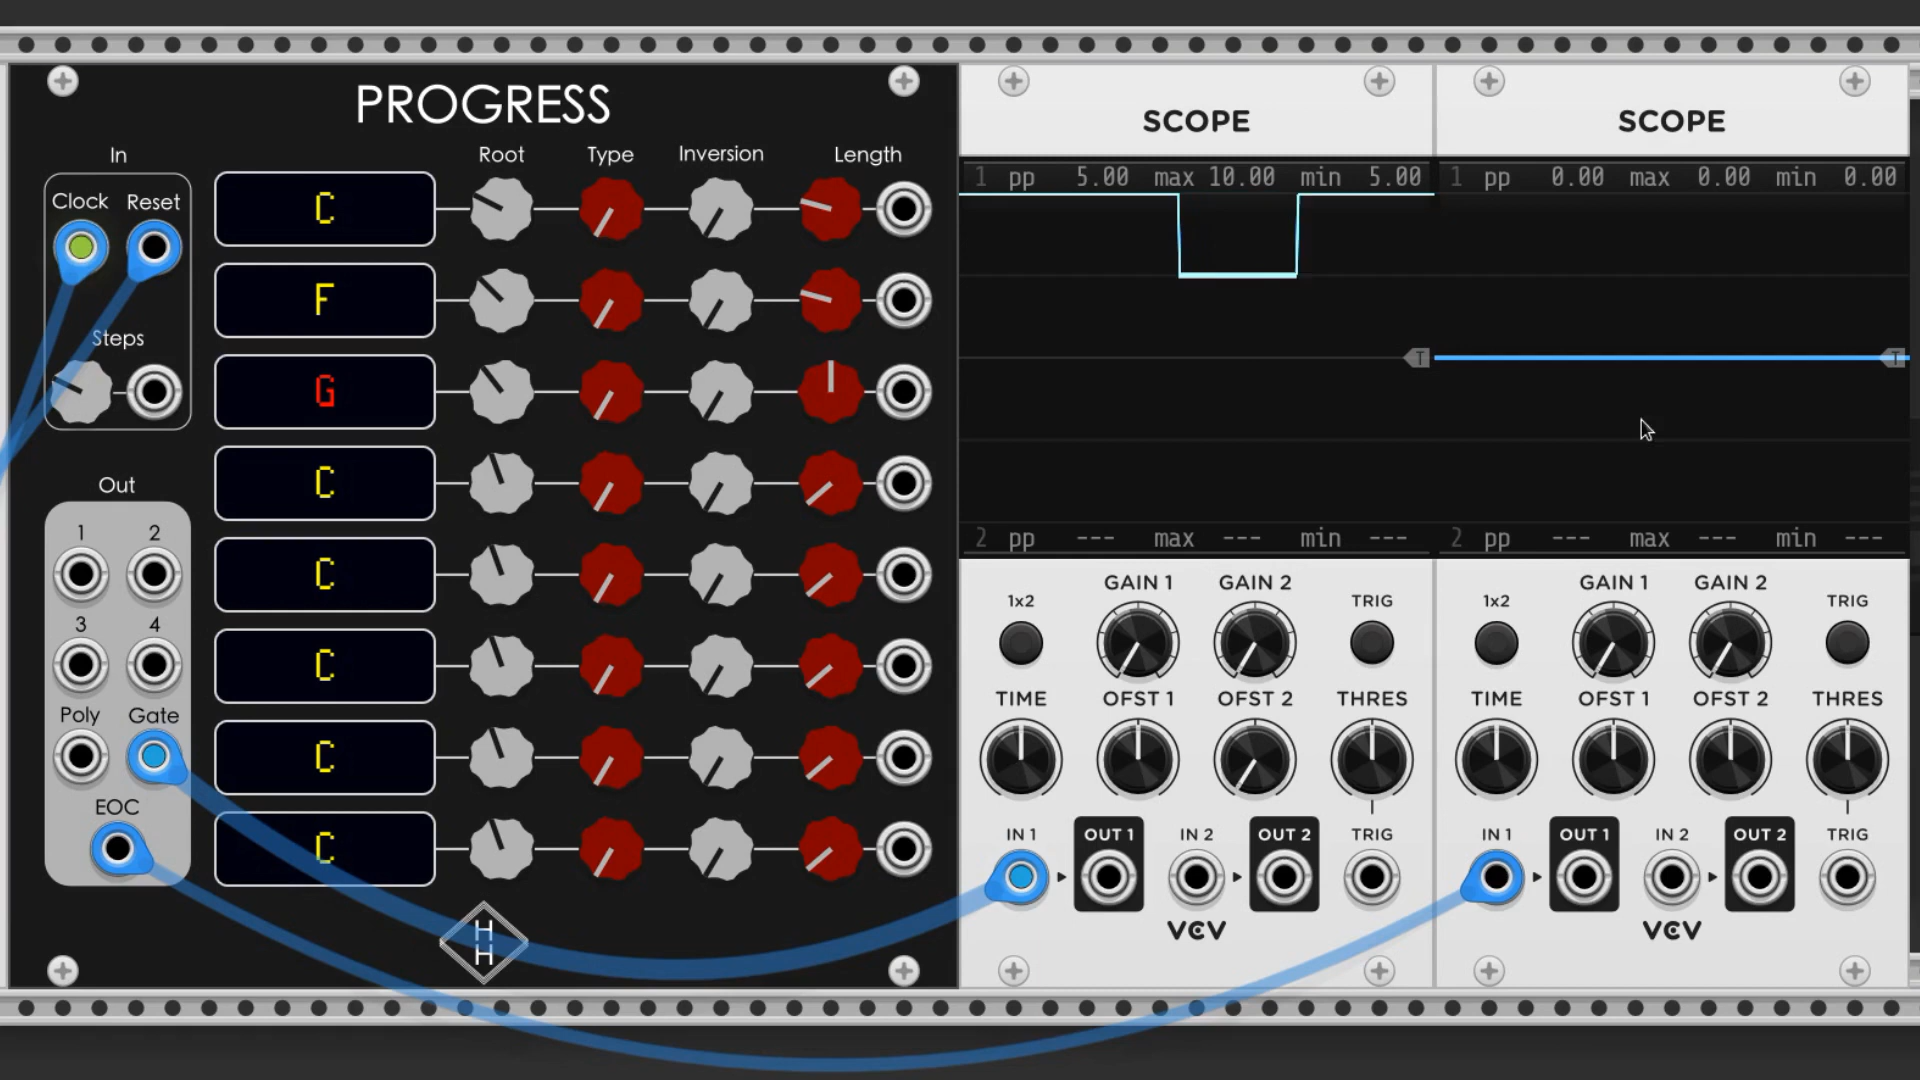 PROGRESS
In
Clock Reset
Steps
Out
1 2
3 4
Poly Gate
EOC
Root Type Inversion Length
C
F
G
C
C
C
C
C
H
H
SCOPE
1 pp 5.00 max 10.00 min 5.00
T
2 pp --- max --- min ---
1x2 GAIN 1 GAIN 2 TRIG
TIME OFST 1 OFST 2 THRES
IN 1 OUT 1 IN 2 OUT 2 TRIG
VCV
SCOPE
1 pp 0.00 max 0.00 min 0.00
T
2 pp --- max --- min ---
1x2 GAIN 1 GAIN 2 TRIG
TIME OFST 1 OFST 2 THRES
IN 1 OUT 1 IN 2 OUT 2 TRIG
VCV